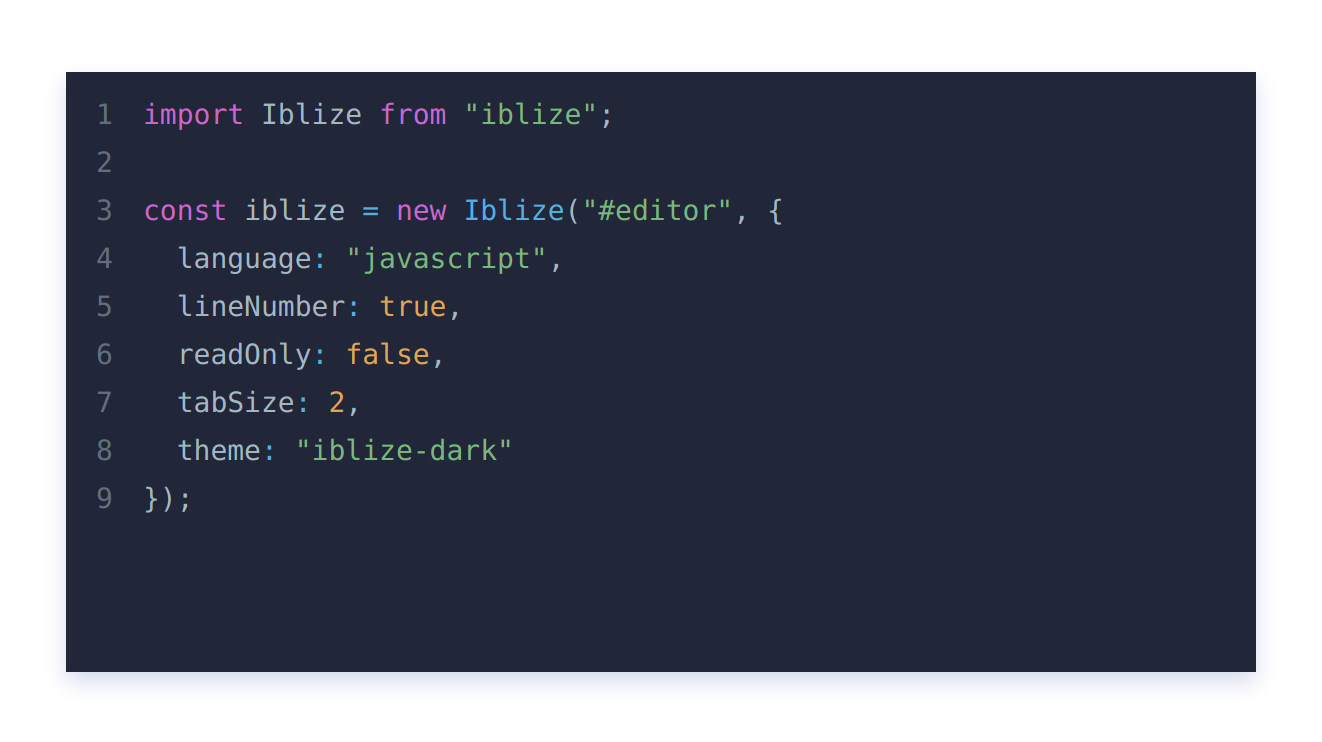 1 import Iblize from "iblize";
2
3 const iblize = new Iblize("#editor", {
4   language: "javascript",
5   lineNumber: true,
6   readOnly: false,
7   tabSize: 2,
8   theme: "iblize-dark"
9 });